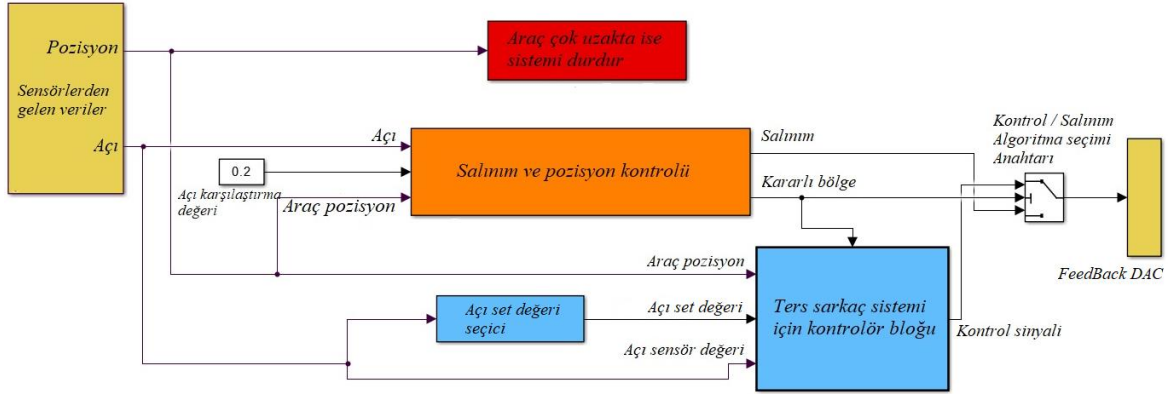 Pozisyon
Sensörlerden
gelen veriler
Açı
Araç çok uzakta ise
sistemi durdur
Açı
0.2
Açı karşılaştırma
değeri
Araç pozisyon
Salınım ve pozisyon kontrolü
Salınım
Kararlı bölge
Kontrol / Salınım
Algoritma seçimi
Anahtarı
FeedBack DAC
Araç pozisyon
Açı set değeri
seçici
Açı set değeri
Açı sensör değeri
Ters sarkaç sistemi
için kontrolör bloğu
Kontrol sinyali